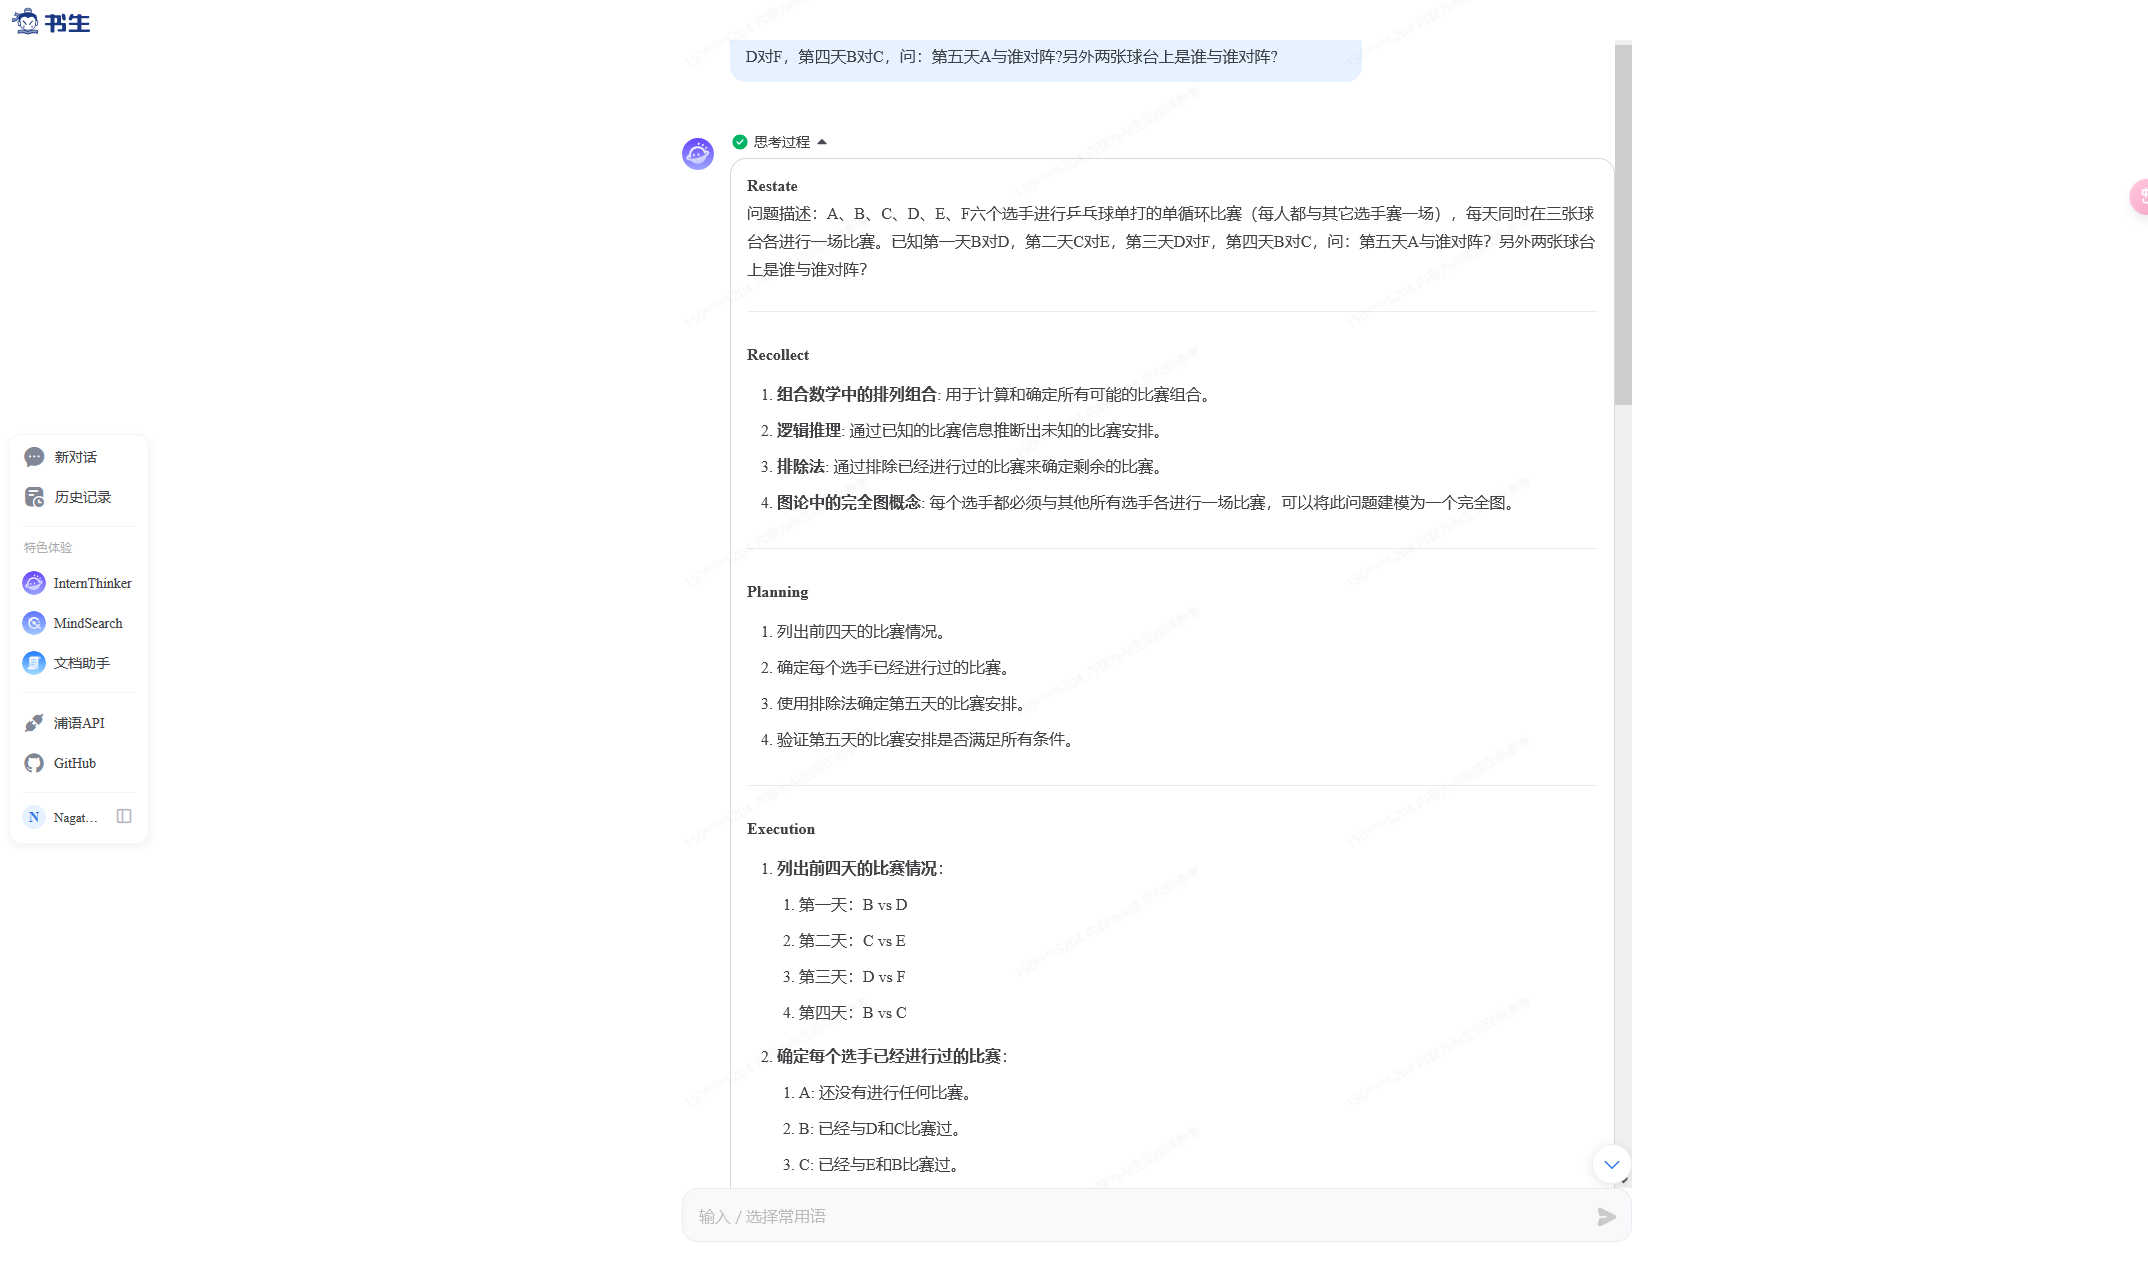 书生
D对F，第四天B对C，问：第五天A与谁对阵?另外两张球台上是谁与谁对阵?
思考过程
Restate
问题描述：A、B、C、D、E、F六个选手进行乒乓球单打的单循环比赛（每人都与其它选手赛一场），每天同时在三张球
台各进行一场比赛。已知第一天B对D，第二天C对E，第三天D对F，第四天B对C，问：第五天A与谁对阵？另外两张球台
上是谁与谁对阵？
Recollect
1. 组合数学中的排列组合: 用于计算和确定所有可能的比赛组合。
2. 逻辑推理: 通过已知的比赛信息推断出未知的比赛安排。
3. 排除法: 通过排除已经进行过的比赛来确定剩余的比赛。
4. 图论中的完全图概念: 每个选手都必须与其他所有选手各进行一场比赛，可以将此问题建模为一个完全图。
Planning
1. 列出前四天的比赛情况。
2. 确定每个选手已经进行过的比赛。
3. 使用排除法确定第五天的比赛安排。
4. 验证第五天的比赛安排是否满足所有条件。
Execution
1. 列出前四天的比赛情况：
1. 第一天：B vs D
2. 第二天：C vs E
3. 第三天：D vs F
4. 第四天：B vs C
2. 确定每个选手已经进行过的比赛：
1. A: 还没有进行任何比赛。
2. B: 已经与D和C比赛过。
3. C: 已经与E和B比赛过。
输入 / 选择常用语
新对话
历史记录
特色体验
InternThinker
MindSearch
文档助手
浦语API
GitHub
N Nagat...
150****5204 内容为AI生成仅供参考